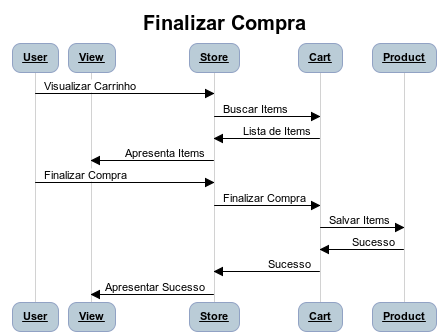 Finalizar Compra
User View Store Cart Product
Visualizar Carrinho
Buscar Items
Lista de Items
Apresenta Items
Finalizar Compra
Finalizar Compra
Salvar Items
Sucesso
Sucesso
Apresentar Sucesso
User View Store Cart Product